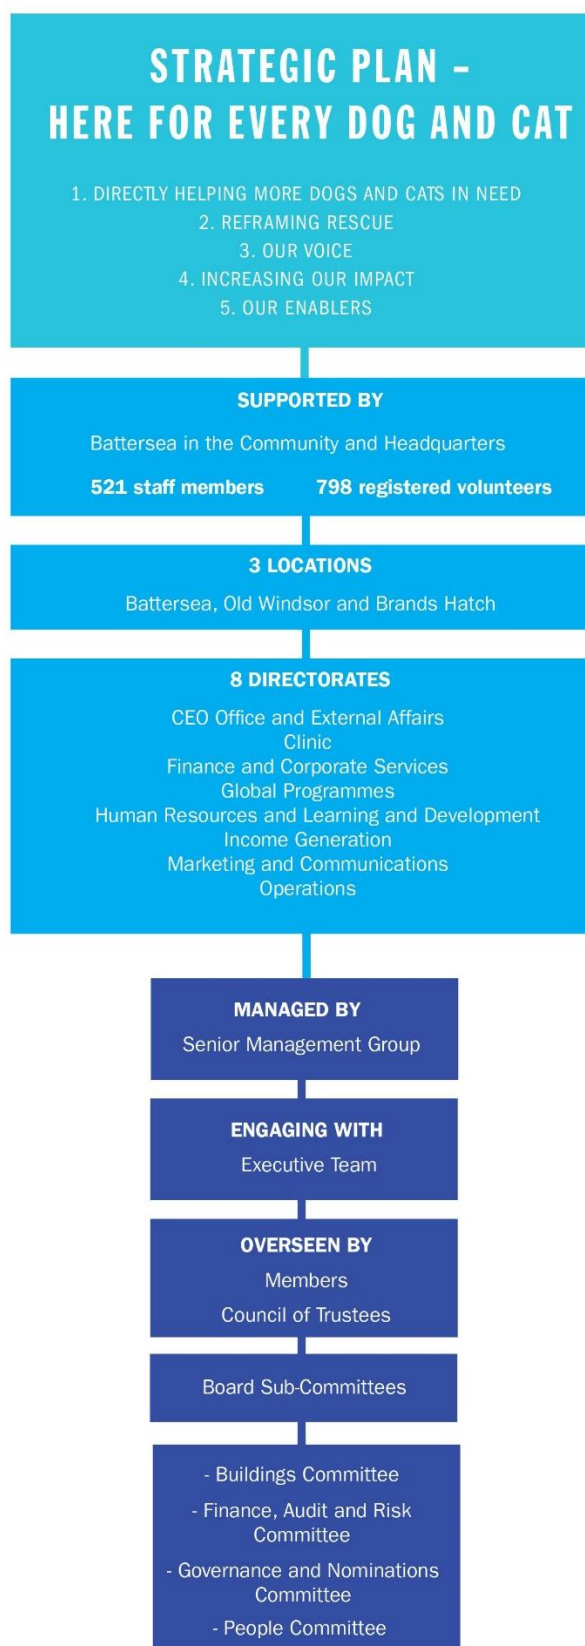 STRATEGIC PLAN –
HERE FOR EVERY DOG AND CAT
1. DIRECTLY HELPING MORE DOGS AND CATS IN NEED
2. REFRAMING RESCUE
3. OUR VOICE
4. INCREASING OUR IMPACT
5. OUR ENABLERS
SUPPORTED BY
Battersea in the Community and Headquarters
521 staff members 798 registered volunteers
3 LOCATIONS
Battersea, Old Windsor and Brands Hatch
8 DIRECTORATES
CEO Office and External Affairs
Clinic
Finance and Corporate Services
Global Programmes
Human Resources and Learning and Development
Income Generation
Marketing and Communications
Operations
MANAGED BY
Senior Management Group
ENGAGING WITH
Executive Team
OVERSEEN BY
Members
Council of Trustees
Board Sub-Committees
- Buildings Committee
- Finance, Audit and Risk
Committee
- Governance and Nominations
Committee
- People Committee